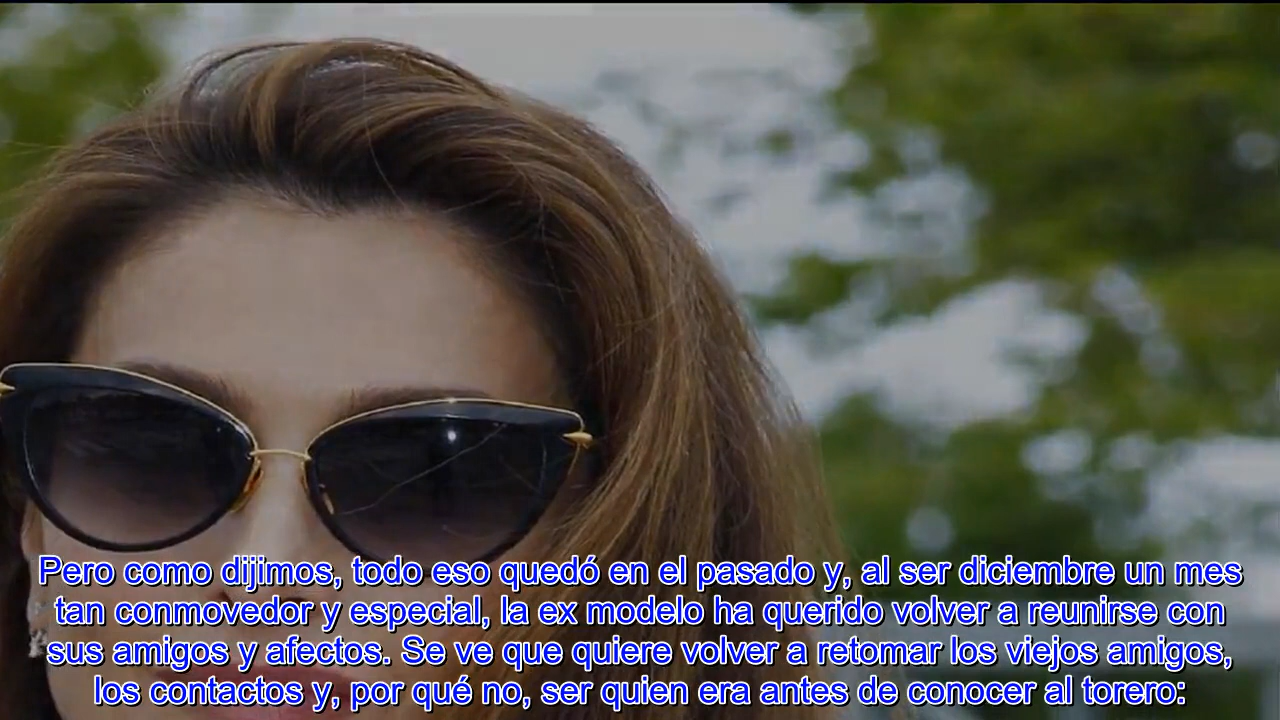 Pero como dijimos, todo eso quedó en el pasado y, al ser diciembre un mes
tan conmovedor y especial, la ex modelo ha querido volver a reunirse con
sus amigos y afectos. Se ve que quiere volver a retomar los viejos amigos,
los contactos y, por qué no, ser quien era antes de conocer al torero: